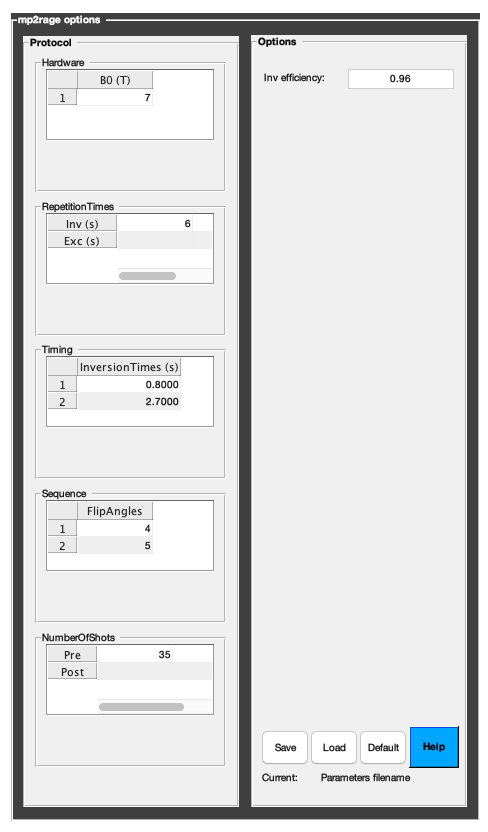 mp2rage options
Protocol
Hardware
B0 (T)
1 7
RepetitionTimes
Inv (s) 6
Exc (s)
Timing
InversionTimes (s)
1 0.8000
2 2.7000
Sequence
FlipAngles
1 4
2 5
NumberOfShots
Pre 35
Post
Options
Inv efficiency: 0.96
Save Load Default Help
Current: Parameters filename